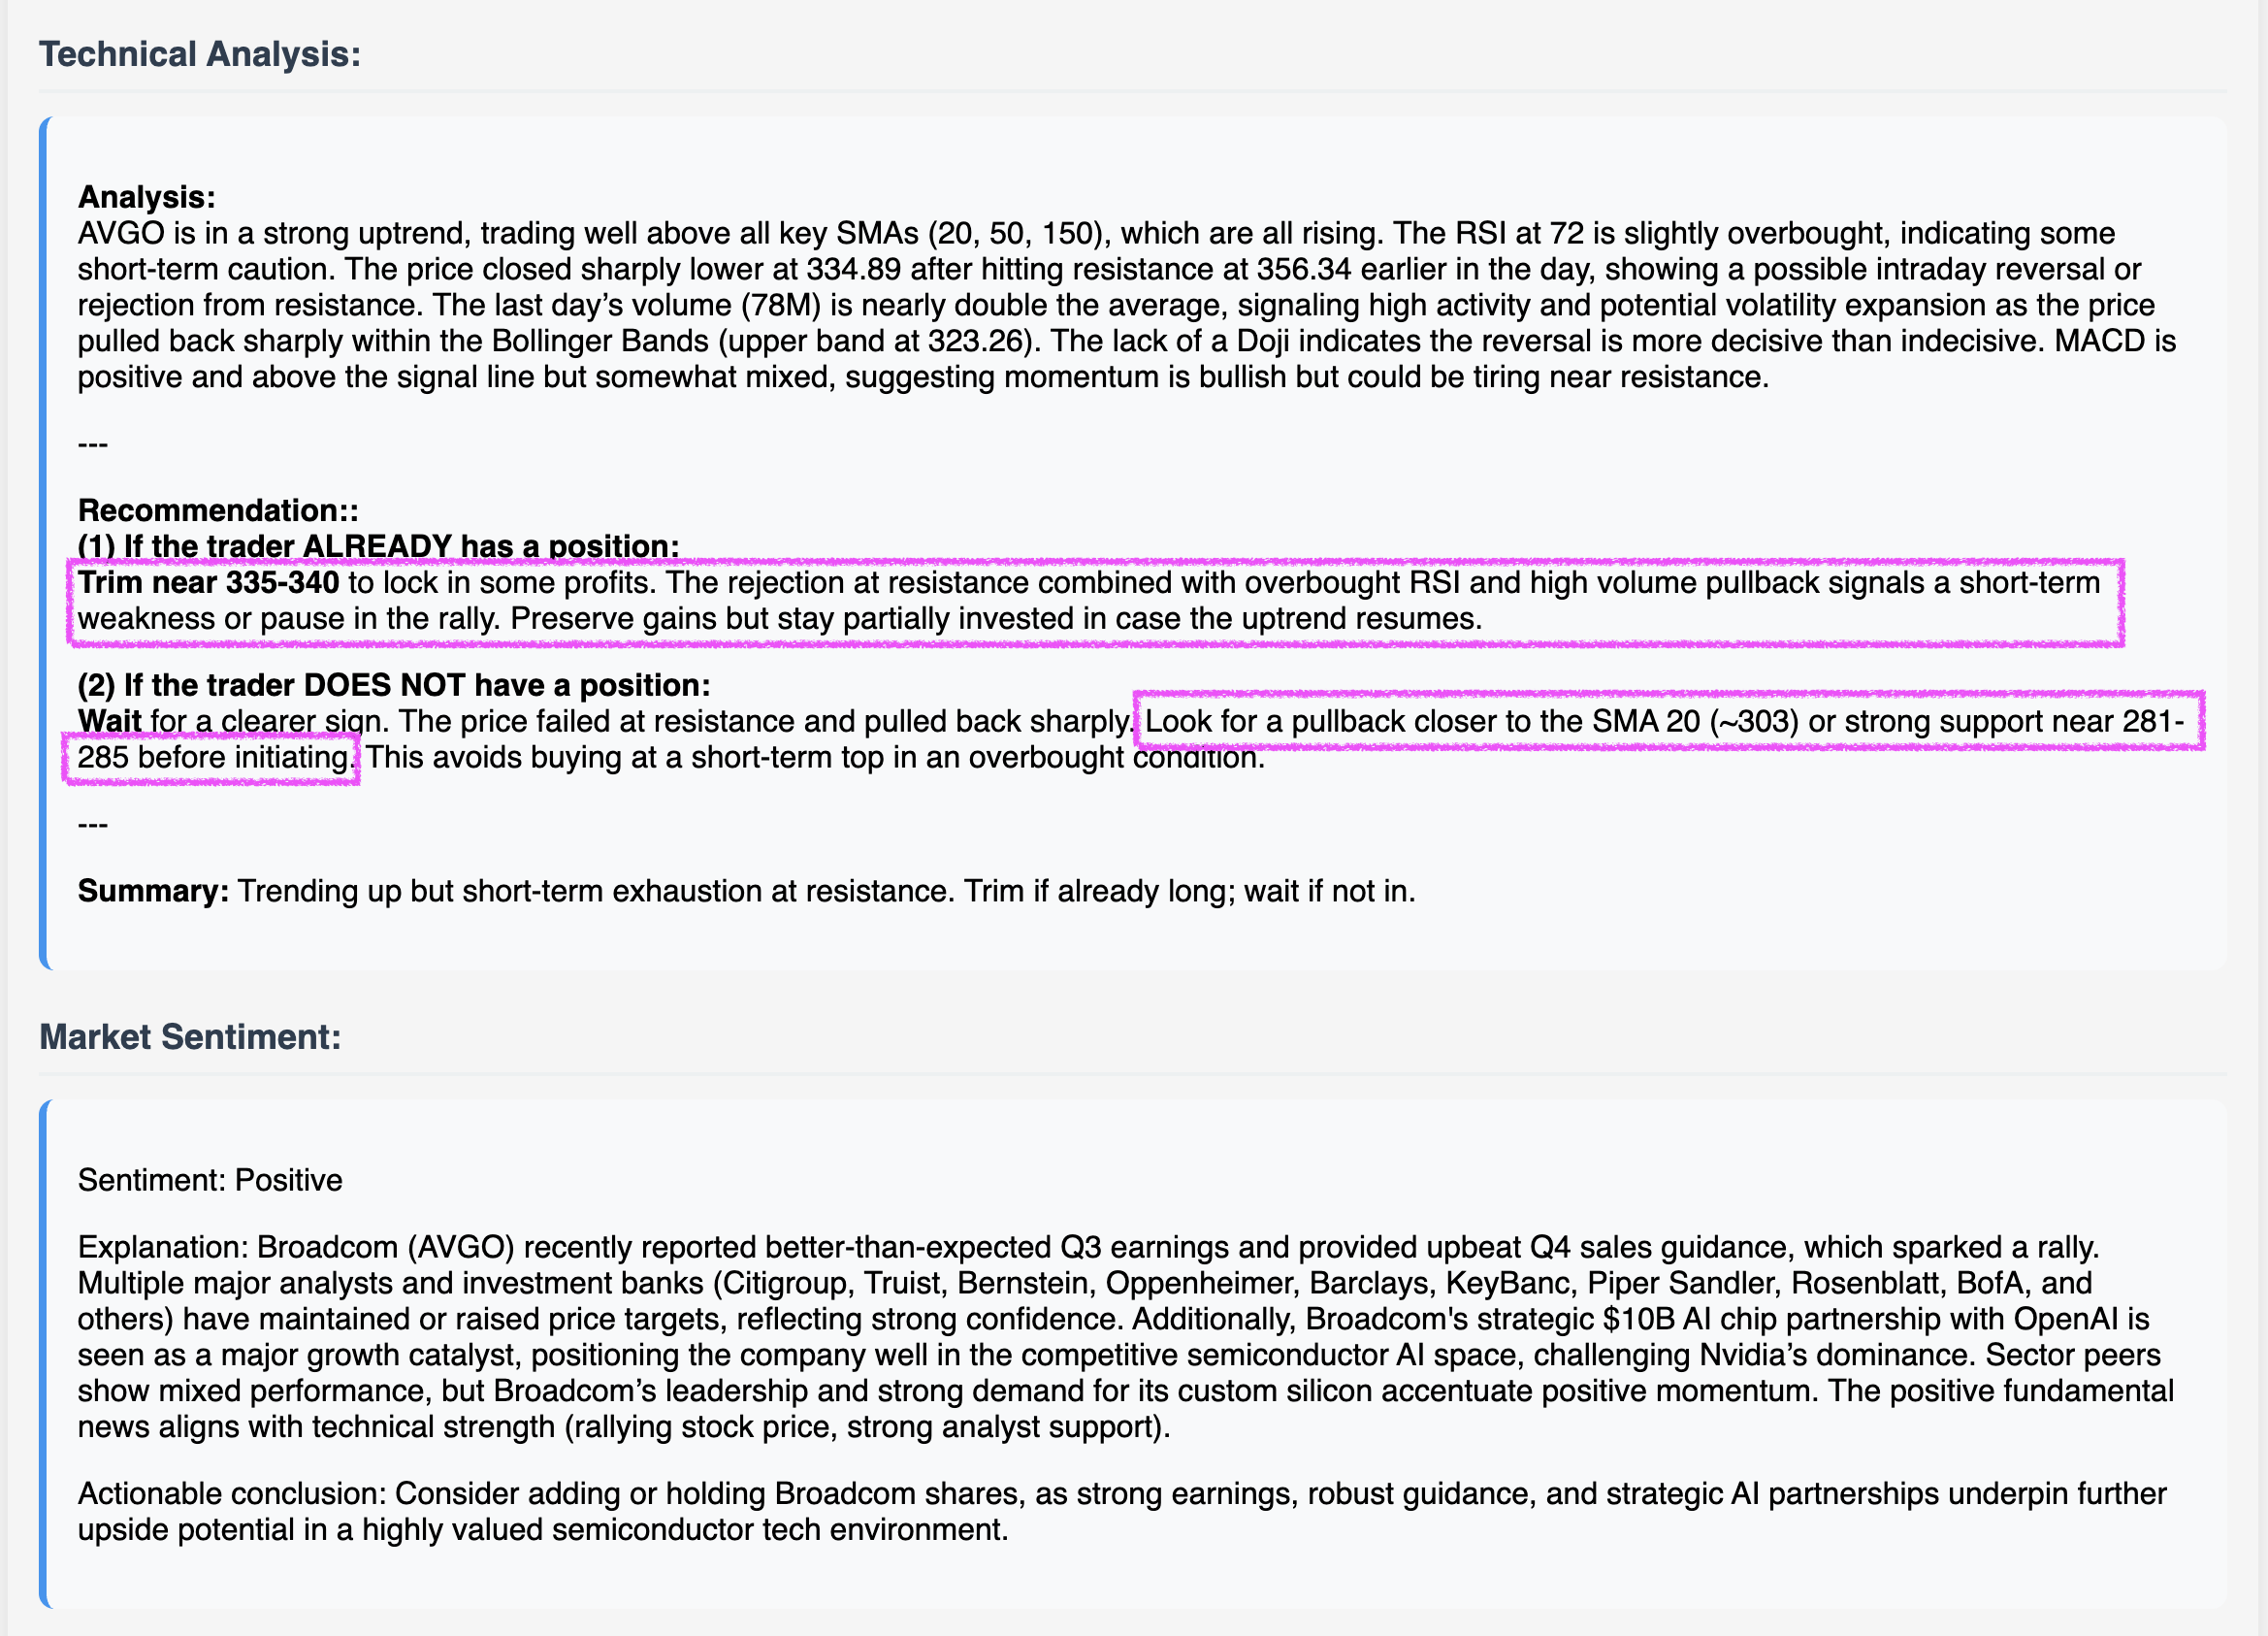 Technical Analysis:
Analysis:
AVGO is in a strong uptrend, trading well above all key SMAs (20, 50, 150), which are all rising. The RSI at 72 is slightly overbought, indicating some
short-term caution. The price closed sharply lower at 334.89 after hitting resistance at 356.34 earlier in the day, showing a possible intraday reversal or
rejection from resistance. The last day’s volume (78M) is nearly double the average, signaling high activity and potential volatility expansion as the price
pulled back sharply within the Bollinger Bands (upper band at 323.26). The lack of a Doji indicates the reversal is more decisive than indecisive. MACD is
positive and above the signal line but somewhat mixed, suggesting momentum is bullish but could be tiring near resistance.
---
Recommendation::
(1) If the trader ALREADY has a position:
Trim near 335-340 to lock in some profits. The rejection at resistance combined with overbought RSI and high volume pullback signals a short-term
weakness or pause in the rally. Preserve gains but stay partially invested in case the uptrend resumes.
(2) If the trader DOES NOT have a position:
Wait for a clearer sign. The price failed at resistance and pulled back sharply. Look for a pullback closer to the SMA 20 (~303) or strong support near 281-
285 before initiating. This avoids buying at a short-term top in an overbought condition.
---
Summary: Trending up but short-term exhaustion at resistance. Trim if already long; wait if not in.
Market Sentiment:
Sentiment: Positive
Explanation: Broadcom (AVGO) recently reported better-than-expected Q3 earnings and provided upbeat Q4 sales guidance, which sparked a rally.
Multiple major analysts and investment banks (Citigroup, Truist, Bernstein, Oppenheimer, Barclays, KeyBanc, Piper Sandler, Rosenblatt, BofA, and
others) have maintained or raised price targets, reflecting strong confidence. Additionally, Broadcom's strategic $10B AI chip partnership with OpenAI is
seen as a major growth catalyst, positioning the company well in the competitive semiconductor AI space, challenging Nvidia’s dominance. Sector peers
show mixed performance, but Broadcom’s leadership and strong demand for its custom silicon accentuate positive momentum. The positive fundamental
news aligns with technical strength (rallying stock price, strong analyst support).
Actionable conclusion: Consider adding or holding Broadcom shares, as strong earnings, robust guidance, and strategic AI partnerships underpin further
upside potential in a highly valued semiconductor tech environment.